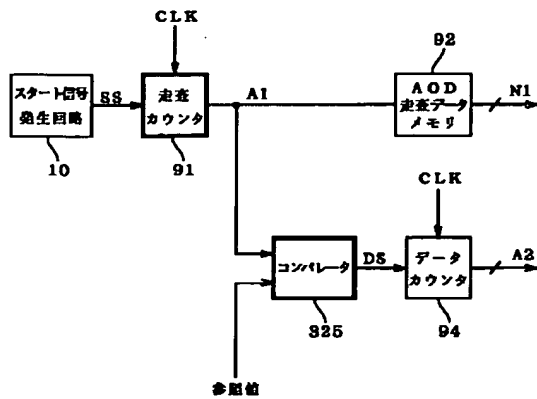 CLK
92
スタート信号
発生回路
SS
走査
カウンタ
A1
AOD
走査データ
メモリ
N1
10
91
CLK
コンパレータ
DS
データ
カウンタ
A2
325
94
参照値